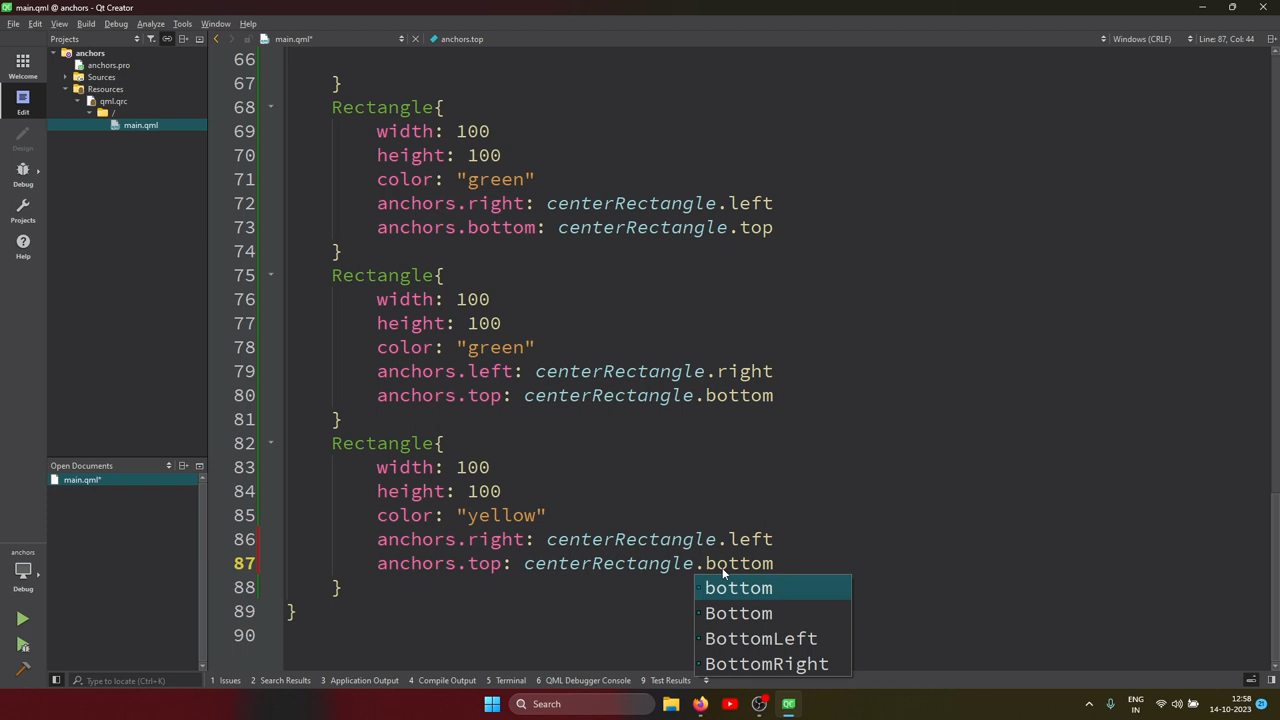 main.qml @ anchors - Qt Creator
File Edit View Build Debug Analyze Tools Window Help
Projects main.qml* anchors.top Windows (CRLF) Line: 87, Col: 44
Welcome
Edit
Design
Debug
Projects
Help
anchors
anchors.pro
Sources
Resources
qml.qrc
/
main.qml
66
67 }
68 Rectangle{
69 width: 100
70 height: 100
71 color: "green"
72 anchors.right: centerRectangle.left
73 anchors.bottom: centerRectangle.top
74 }
75 Rectangle{
76 width: 100
77 height: 100
78 color: "green"
79 anchors.left: centerRectangle.right
80 anchors.top: centerRectangle.bottom
81 }
82 Rectangle{
83 width: 100
84 height: 100
85 color: "yellow"
86 anchors.right: centerRectangle.left
87 anchors.top: centerRectangle.bottom
88 }
89 }
90
bottom
Bottom
BottomLeft
BottomRight
Open Documents
main.qml*
anchors
Debug
Type to locate (Ctrl+K) 1 Issues 2 Search Results 3 Application Output 4 Compile Output 5 Terminal 6 QML Debugger Console 9 Test Results
Search
QC
ENG
IN
12:58
14-10-2023